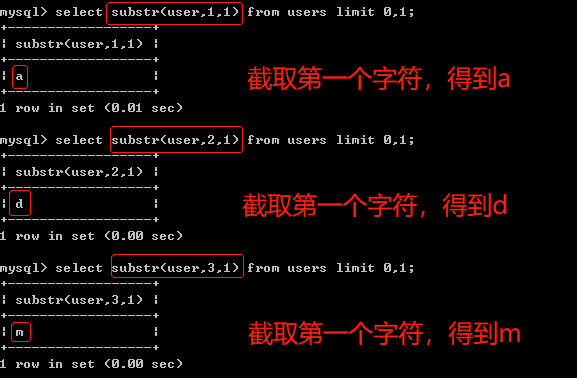 mysql> select substr(user,1,1) from users limit 0,1;
+------------------+
| substr(user,1,1) |
+------------------+
| a                |
+------------------+
1 row in set (0.01 sec)
截取第一个字符，得到a
mysql> select substr(user,2,1) from users limit 0,1;
+------------------+
| substr(user,2,1) |
+------------------+
| d                |
+------------------+
1 row in set (0.00 sec)
截取第一个字符，得到d
mysql> select substr(user,3,1) from users limit 0,1;
+------------------+
| substr(user,3,1) |
+------------------+
| m                |
+------------------+
1 row in set (0.00 sec)
截取第一个字符，得到m